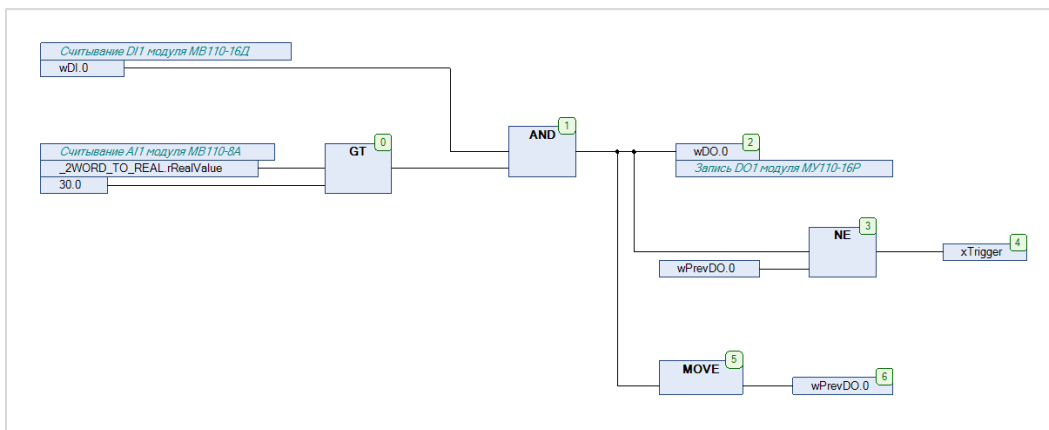 Считывание DI1 модуля МВ110-16Д
wDI.0
Считывание AI1 модуля МВ110-8А
_2WORD_TO_REAL.rRealValue
30.0
GT
0
AND
1
wDO.0
2
Запись DO1 модуля МУ110-16Р
NE
3
wPrevDO.0
xTrigger
4
MOVE
5
wPrevDO.0
6